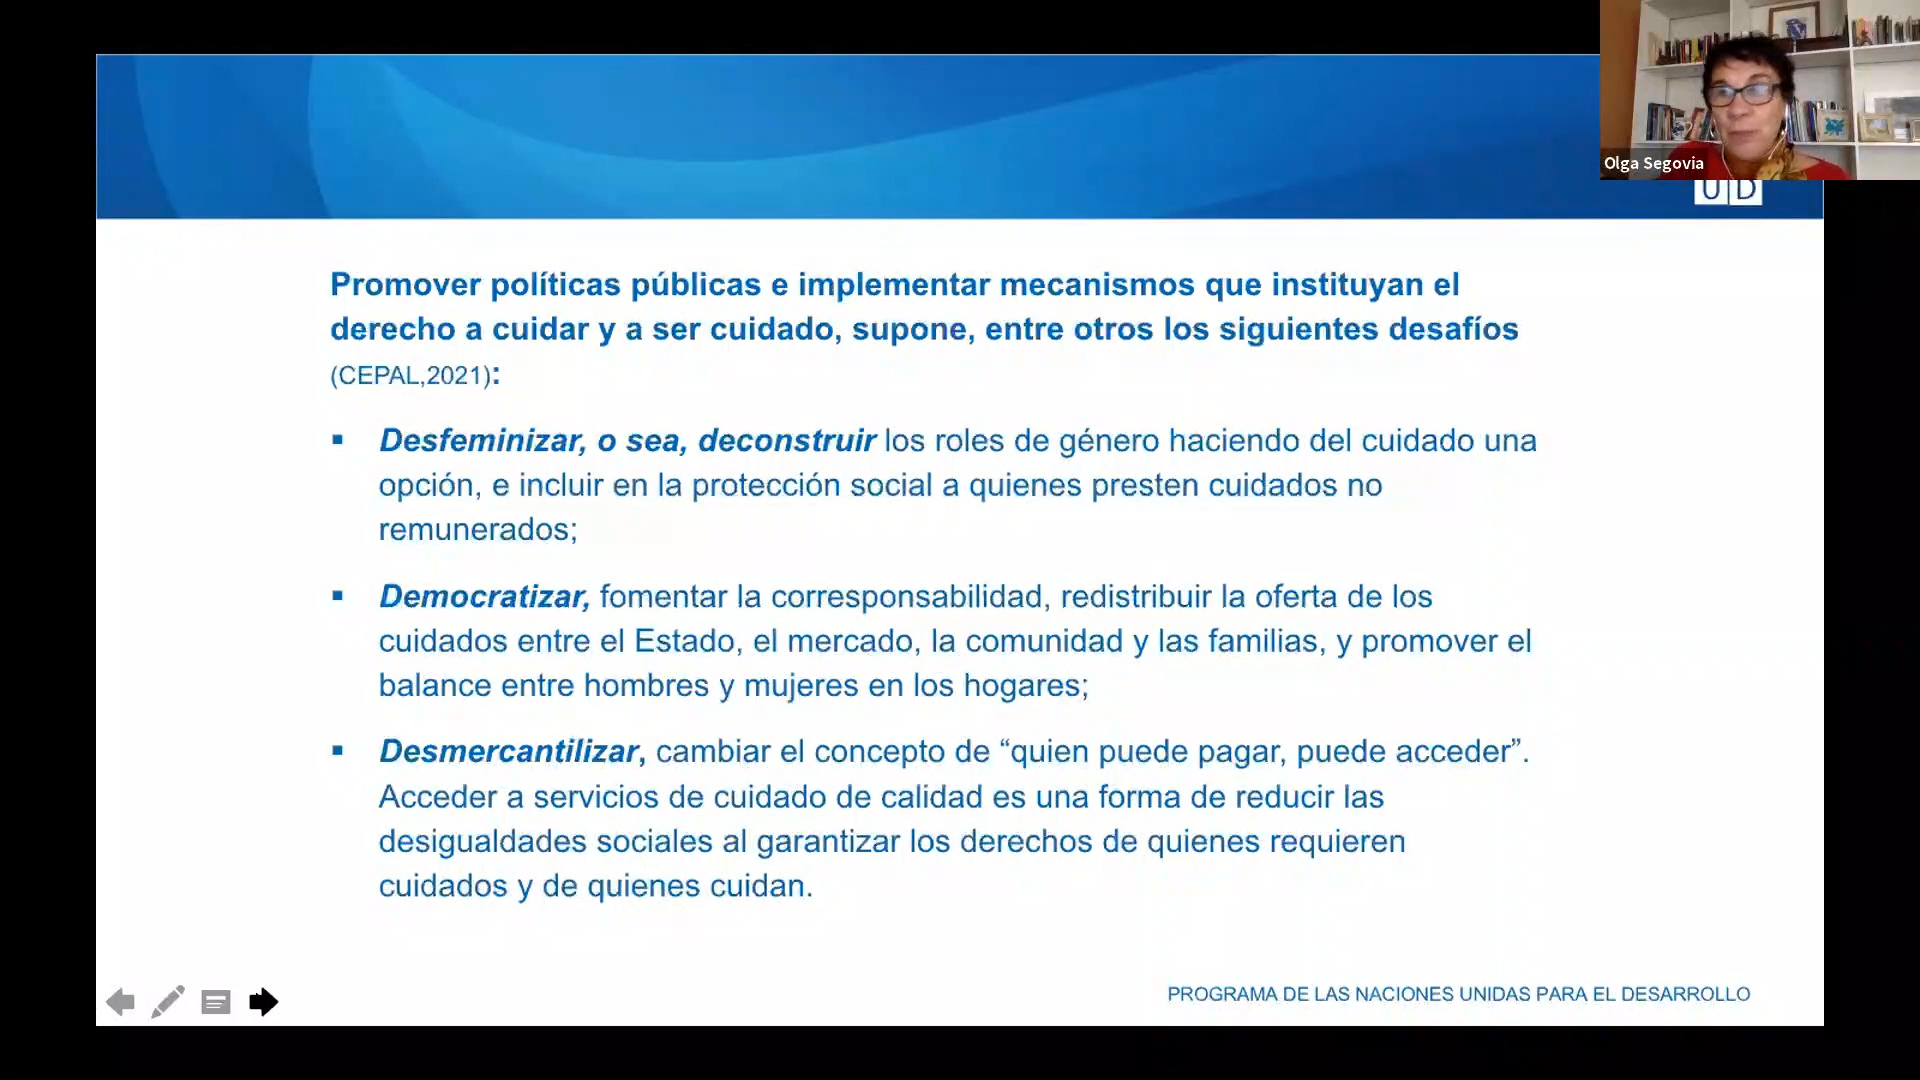 Olga Segovia
U D
Promover políticas públicas e implementar mecanismos que instituyan el
derecho a cuidar y a ser cuidado, supone, entre otros los siguientes desafíos
(CEPAL,2021):
▪ Desfeminizar, o sea, deconstruir los roles de género haciendo del cuidado una
opción, e incluir en la protección social a quienes presten cuidados no
remunerados;
▪ Democratizar, fomentar la corresponsabilidad, redistribuir la oferta de los
cuidados entre el Estado, el mercado, la comunidad y las familias, y promover el
balance entre hombres y mujeres en los hogares;
▪ Desmercantilizar, cambiar el concepto de “quien puede pagar, puede acceder”.
Acceder a servicios de cuidado de calidad es una forma de reducir las
desigualdades sociales al garantizar los derechos de quienes requieren
cuidados y de quienes cuidan.
PROGRAMA DE LAS NACIONES UNIDAS PARA EL DESARROLLO